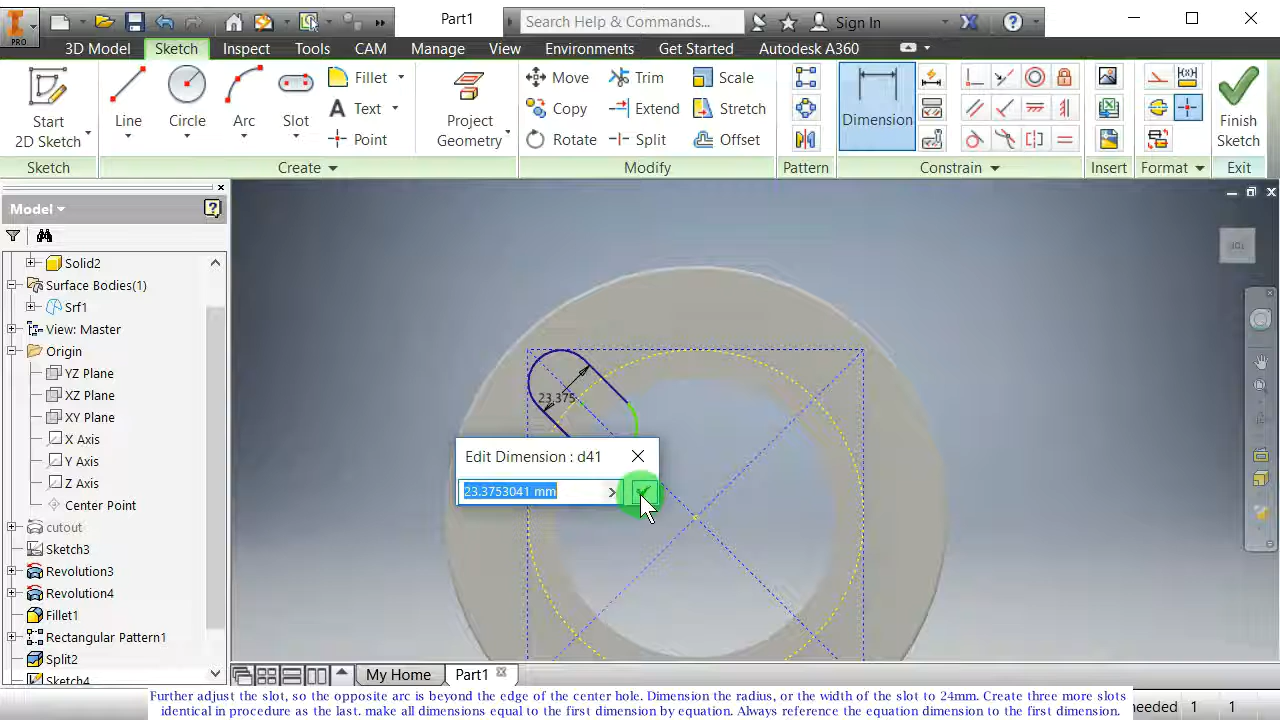 PRO
Part1
Search Help & Commands...
Sign In
3D Model
Sketch
Inspect
Tools
CAM
Manage
View
Environments
Get Started
Autodesk A360
Start
2D Sketch
Line
Circle
Arc
Slot
Fillet
Text
Point
Project
Geometry
Move
Copy
Rotate
Trim
Extend
Split
Scale
Stretch
Offset
Dimension
Finish
Sketch
Sketch
Create
Modify
Pattern
Constrain
Insert
Format
Exit
Model
Solid2
Surface Bodies(1)
Srf1
View: Master
Origin
YZ Plane
XZ Plane
XY Plane
X Axis
Y Axis
Z Axis
Center Point
cutout
Sketch3
Revolution3
Revolution4
Fillet1
Rectangular Pattern1
Split2
Sketch4
23.375
Edit Dimension : d41
23.3753041 mm
My Home
Part1
Further adjust the slot, so the opposite arc is beyond the edge of the center hole. Dimension the radius, or the width of the slot to 24mm. Create three more slots
identical in procedure as the last. make all dimensions equal to the first dimension by equation. Always reference the equation dimension to the first dimension.
needed 1 1